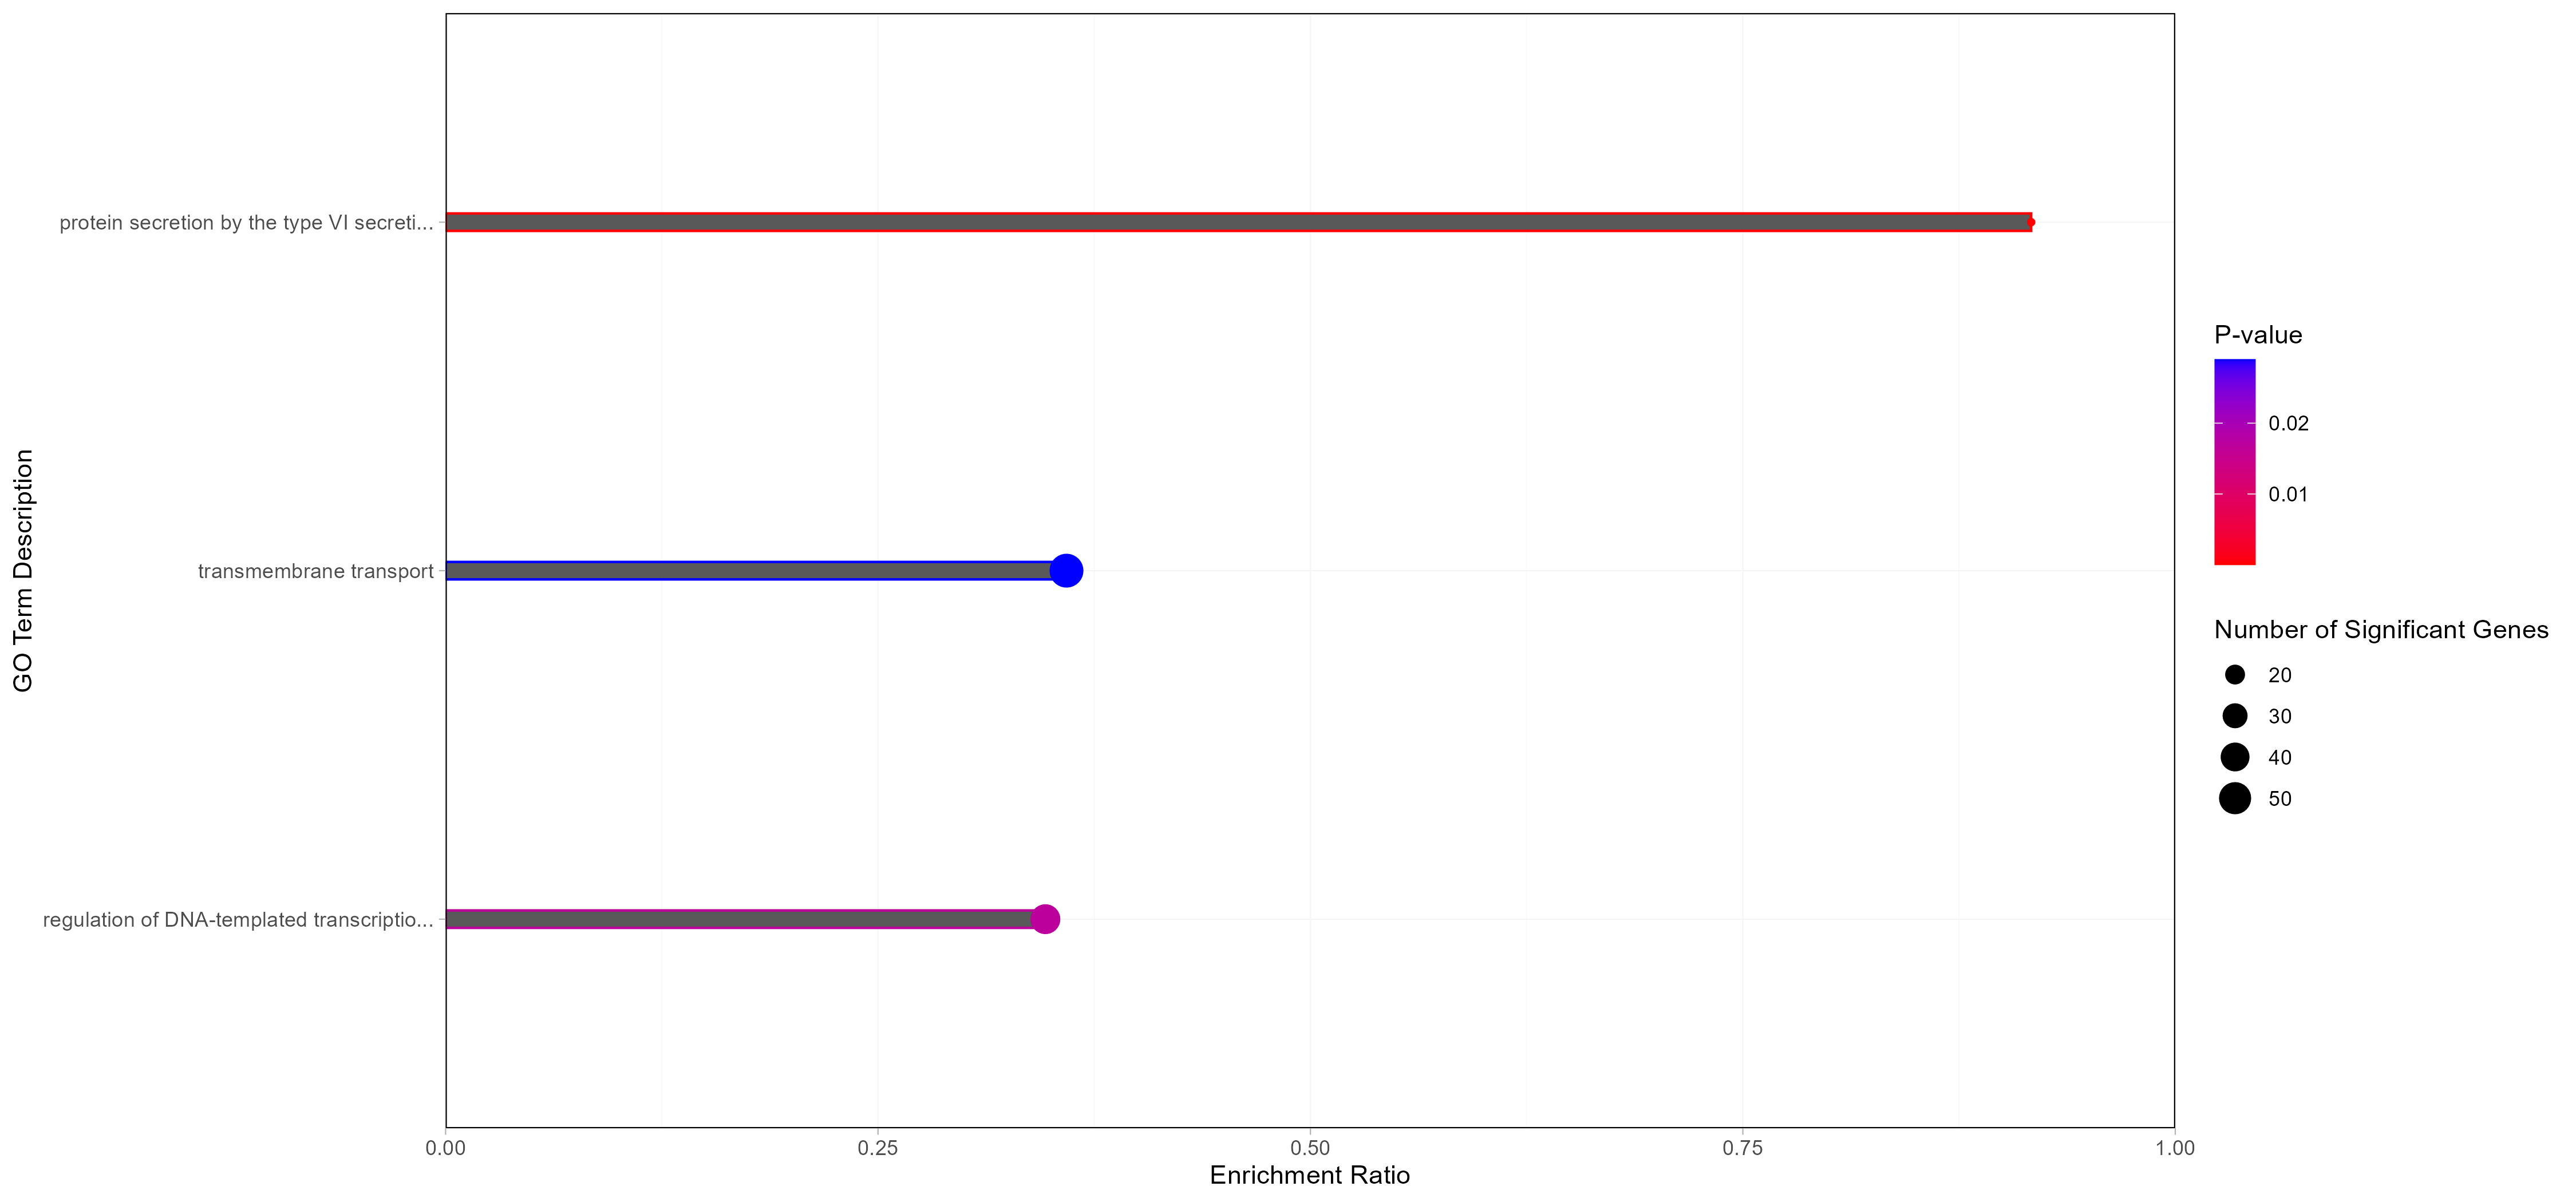 protein secretion by the type VI secreti...
transmembrane transport
regulation of DNA-templated transcriptio...
GO Term Description
0.00
0.25
0.50
0.75
1.00
Enrichment Ratio
P-value
0.02
0.01
Number of Significant Genes
20
30
40
50